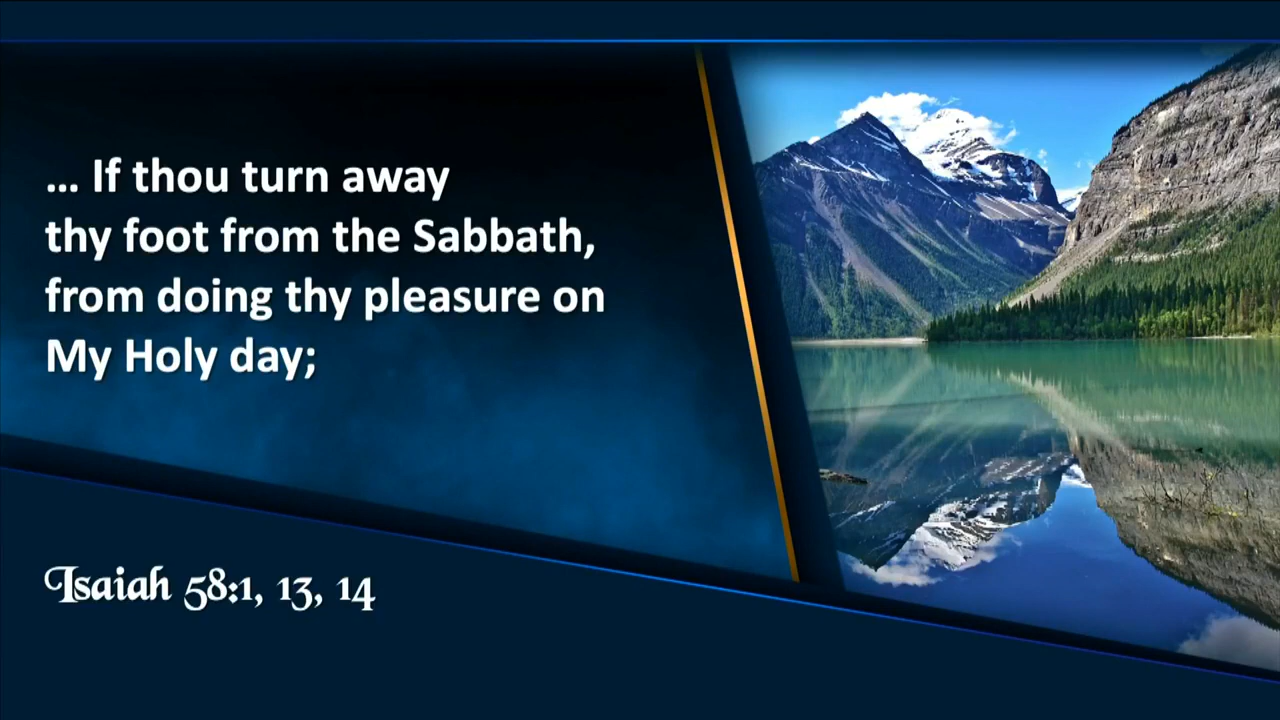 ... If thou turn away
thy foot from the Sabbath,
from doing thy pleasure on
My Holy day;
Isaiah 58:1, 13, 14